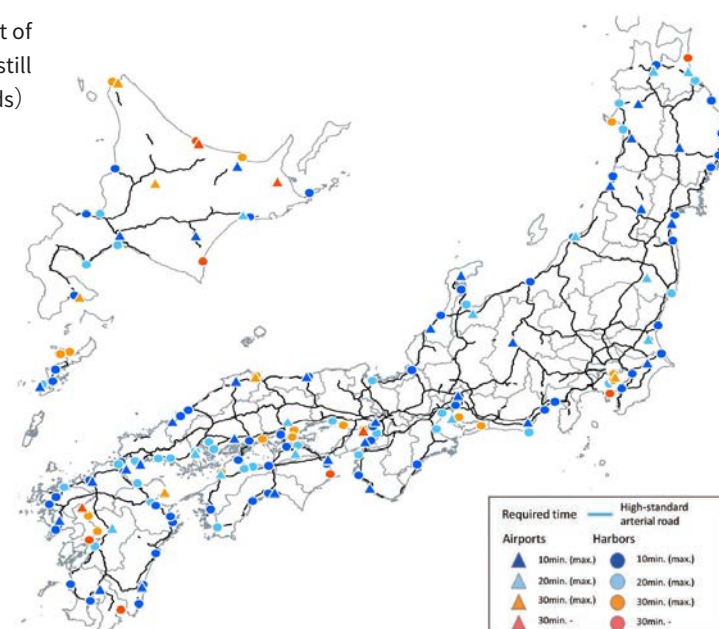 t of
still
ds）
Required time
High-standard
arterial road
Airports
Harbors
10min. (max.)
10min. (max.)
20min. (max.)
20min. (max.)
30min. (max.)
30min. (max.)
30min. -
30min. -